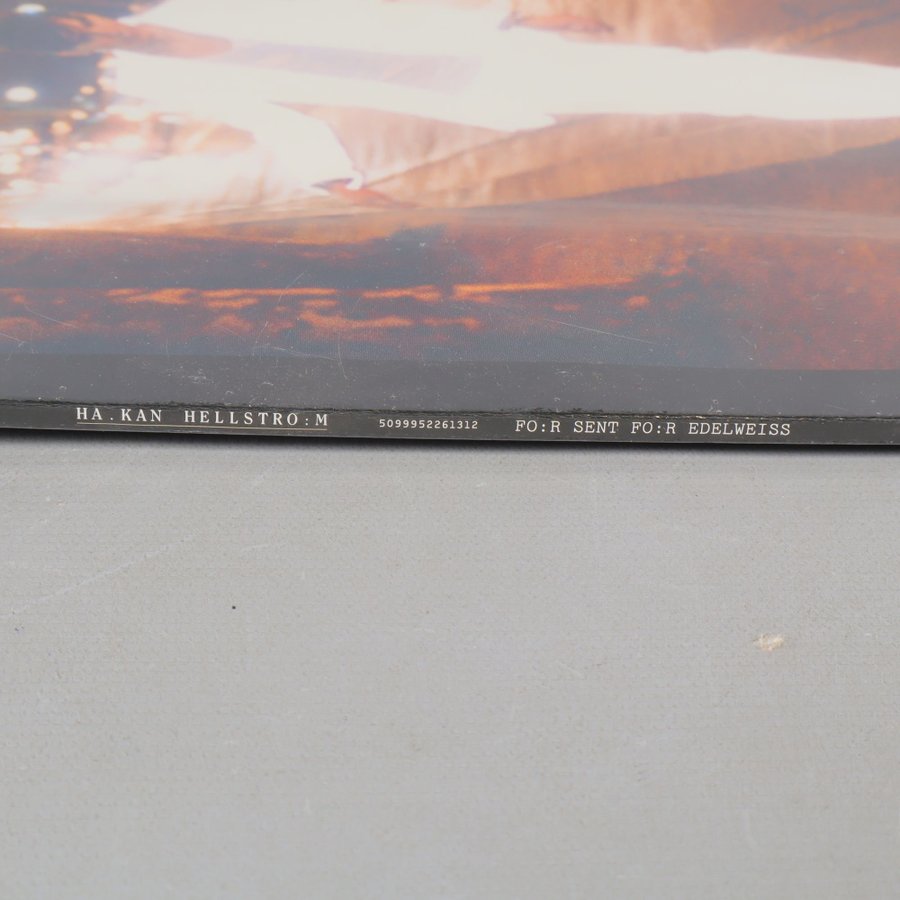 HA.KAN HELLSTRO:M 5099952261312 FO:R SENT FO:R EDELWEISS